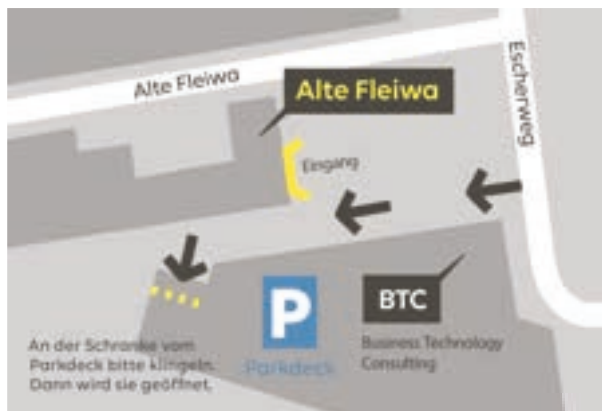 Alte Fleiwa
Escherweg
Alte Fleiwa
Eingang
P
Parkdeck
BTC
Business Technology
Consulting
An der Schranke vom
Parkdeck bitte klingeln.
Dann wird sie geöffnet.